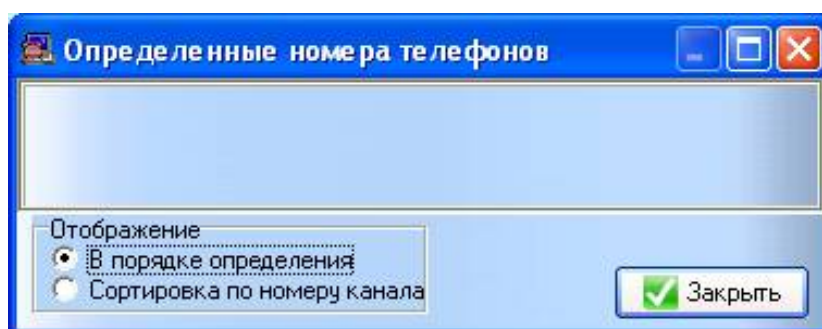 Определенные номера телефонов
Отображение
В порядке определения
Сортировка по номеру канала
Закрыть